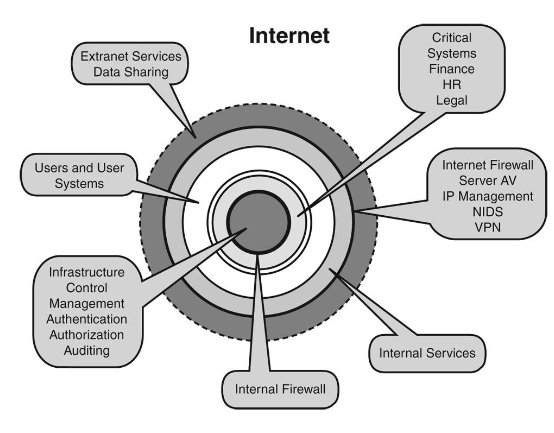 Internet
Extranet Services
Data Sharing
Critical
Systems
Finance
HR
Legal
Users and User
Systems
Internet Firewall
Server AV
IP Management
NIDS
VPN
Infrastructure
Control
Management
Authentication
Authorization
Auditing
Internal Services
Internal Firewall